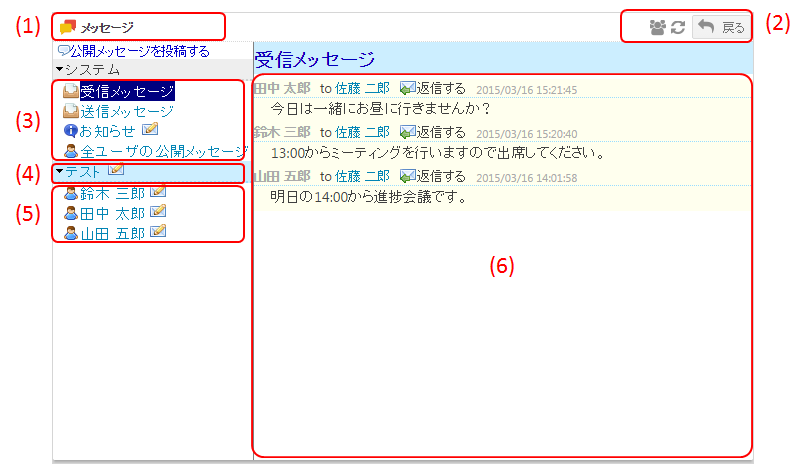 (1)
メッセージ
戻る
(2)
公開メッセージを投稿する
▼システム
(3)
受信メッセージ
送信メッセージ
お知らせ
全ユーザの公開メッセージ
(4)
▼テスト
(5)
鈴木 三郎
田中 太郎
山田 五郎
受信メッセージ
田中 太郎 to 佐藤 二郎 返信する 2015/03/16 15:21:45
今日は一緒にお昼に行きませんか？
鈴木 三郎 to 佐藤 二郎 返信する 2015/03/16 15:20:40
13:00からミーティングを行いますので出席してください。
山田 五郎 to 佐藤 二郎 返信する 2015/03/16 14:01:58
明日の14:00から進捗会議です。
(6)